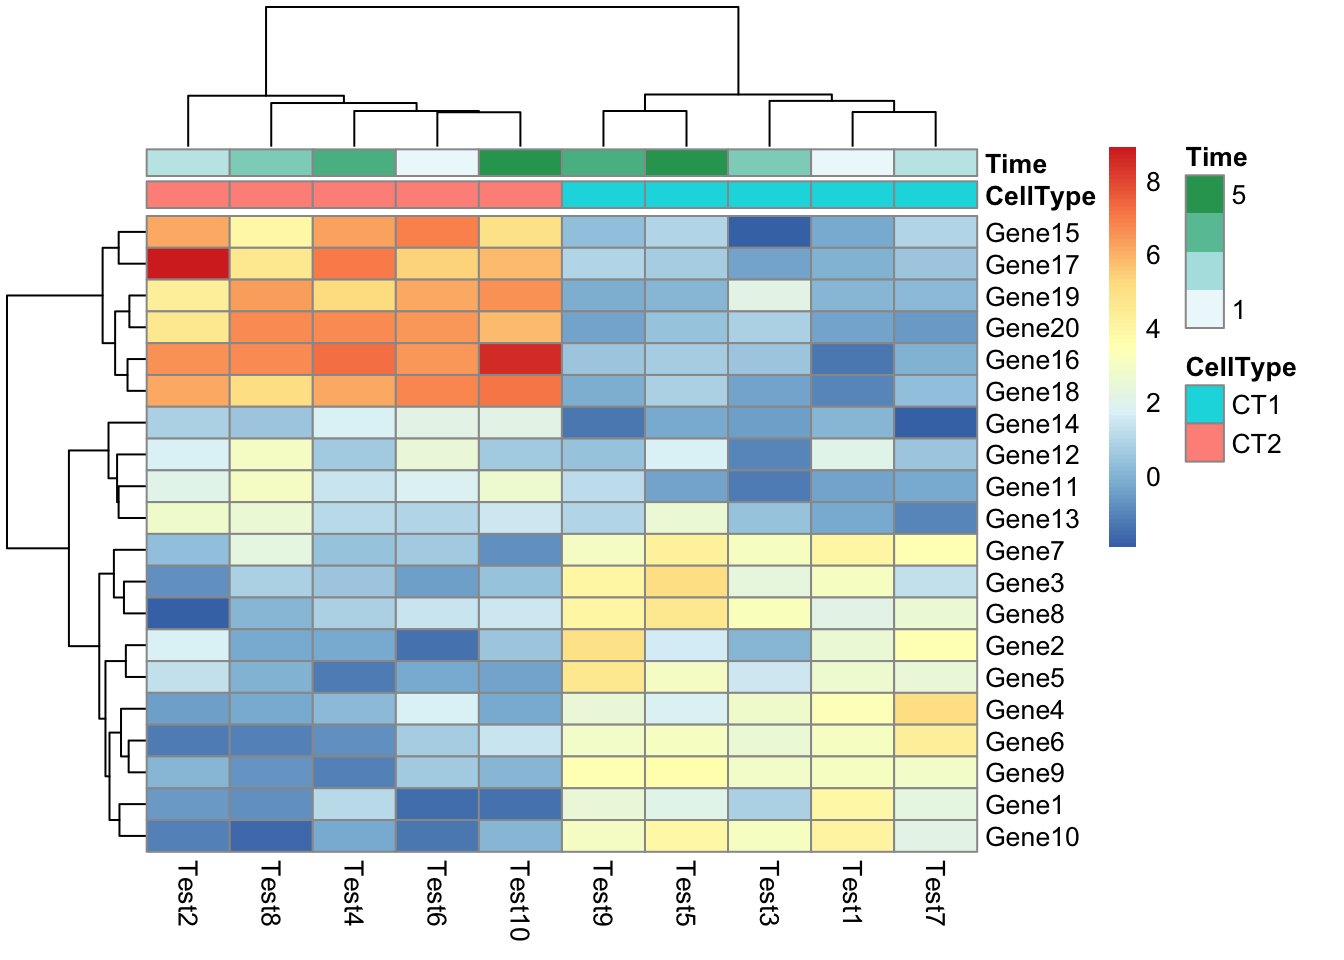 Time
CellType
Gene15
Gene17
Gene19
Gene20
Gene16
Gene18
Gene14
Gene12
Gene11
Gene13
Gene7
Gene3
Gene8
Gene2
Gene5
Gene4
Gene6
Gene9
Gene1
Gene10
Test2
Test8
Test4
Test6
Test10
Test9
Test5
Test3
Test1
Test7
8
6
4
2
0
Time
5
1
CellType
CT1
CT2